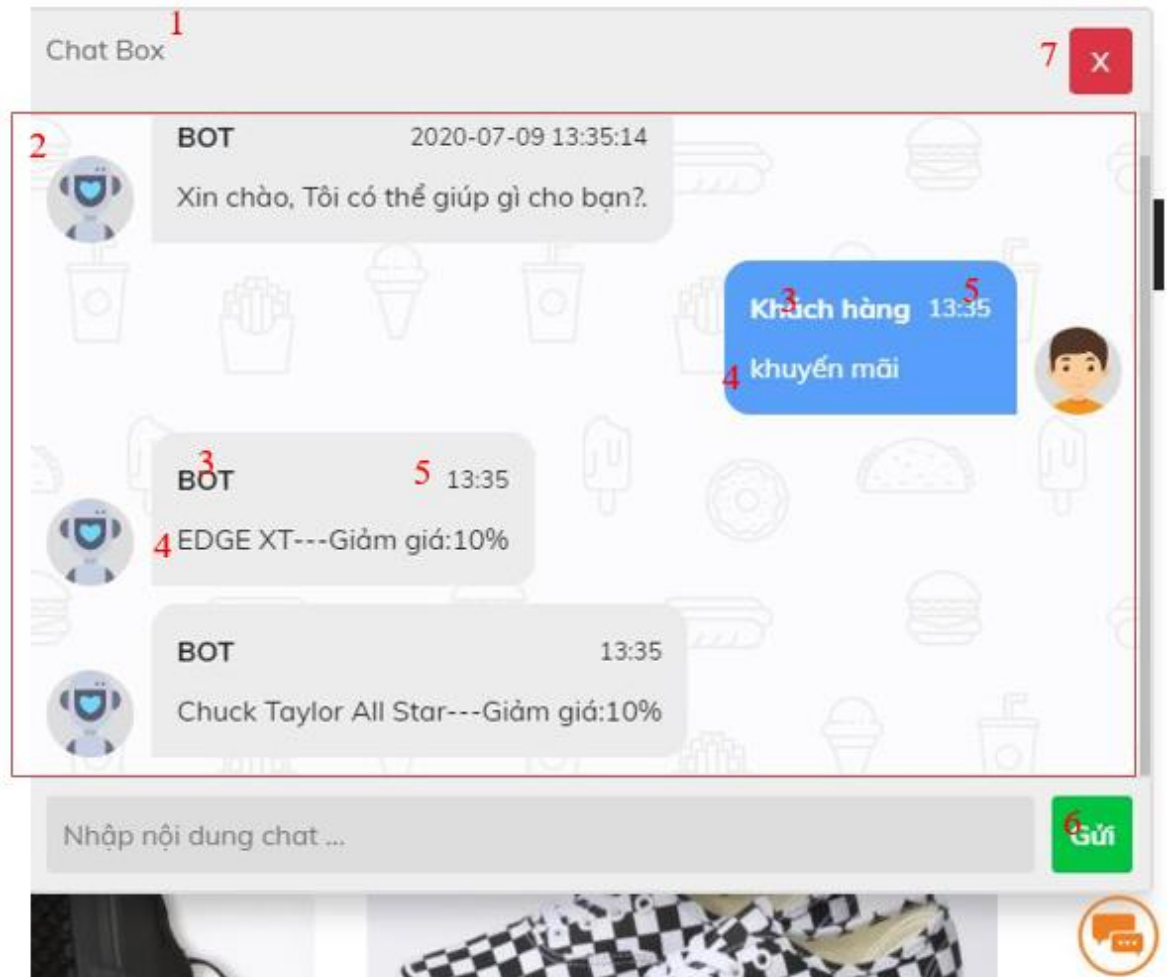 1
Chat Box
7
X
2
BOT 2020-07-09 13:35:14
Xin chào, Tôi có thể giúp gì cho bạn?.
3 5
Khách hàng 13:35
4 khuyến mãi
3
BOT 5 13:35
4 EDGE XT---Giảm giá:10%
BOT 13:35
Chuck Taylor All Star---Giảm giá:10%
Nhập nội dung chat ...
6
Gửi